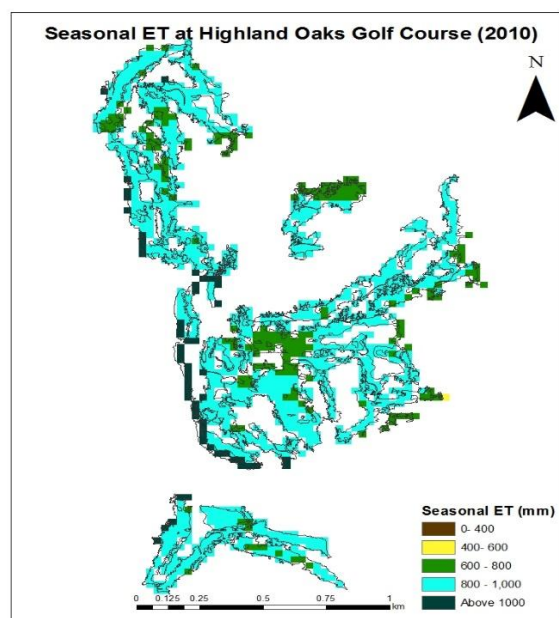 Seasonal ET at Highland Oaks Golf Course (2010)
N
Seasonal ET (mm)
0- 400
400- 600
600 - 800
800 - 1,000
Above 1000
0 0.125 0.25 0.5 0.75 1
km